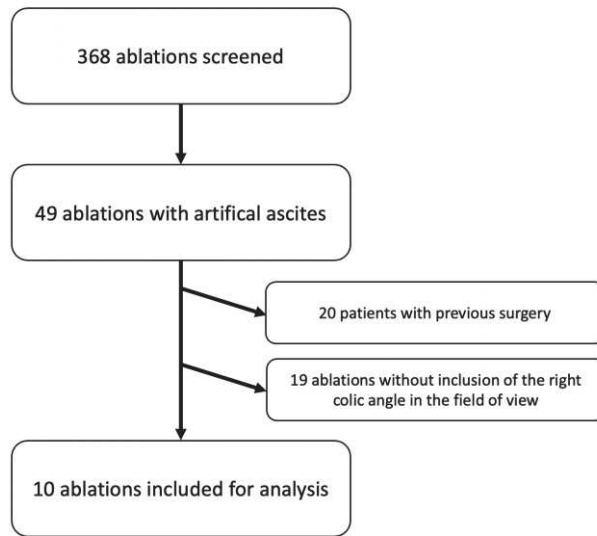 368 ablations screened
49 ablations with artifical ascites
20 patients with previous surgery
19 ablations without inclusion of the right
colic angle in the field of view
10 ablations included for analysis